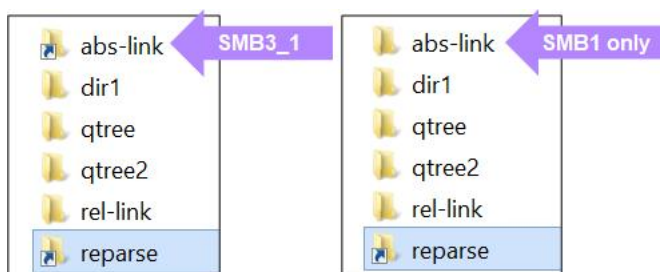 abs-link
SMB3_1
dir1
qtree
qtree2
rel-link
reparse
abs-link
SMB1 only
dir1
qtree
qtree2
rel-link
reparse